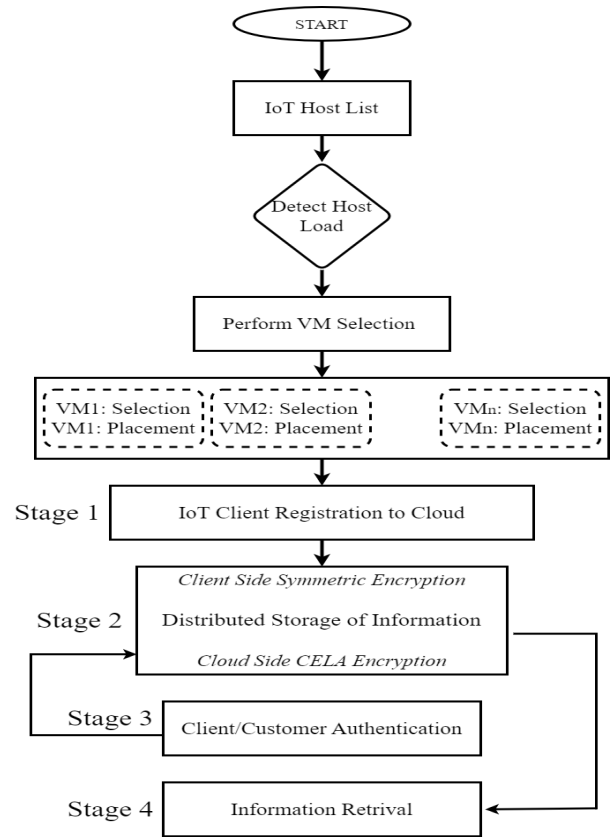 START
IoT Host List
Detect Host
Load
Perform VM Selection
VM1: Selection
VM1: Placement
VM2: Selection
VM2: Placement
VMn: Selection
VMn: Placement
Stage 1
IoT Client Registration to Cloud
Stage 2
Client Side Symmetric Encryption
Distributed Storage of Information
Cloud Side CELA Encryption
Stage 3
Client/Customer Authentication
Stage 4
Information Retrival